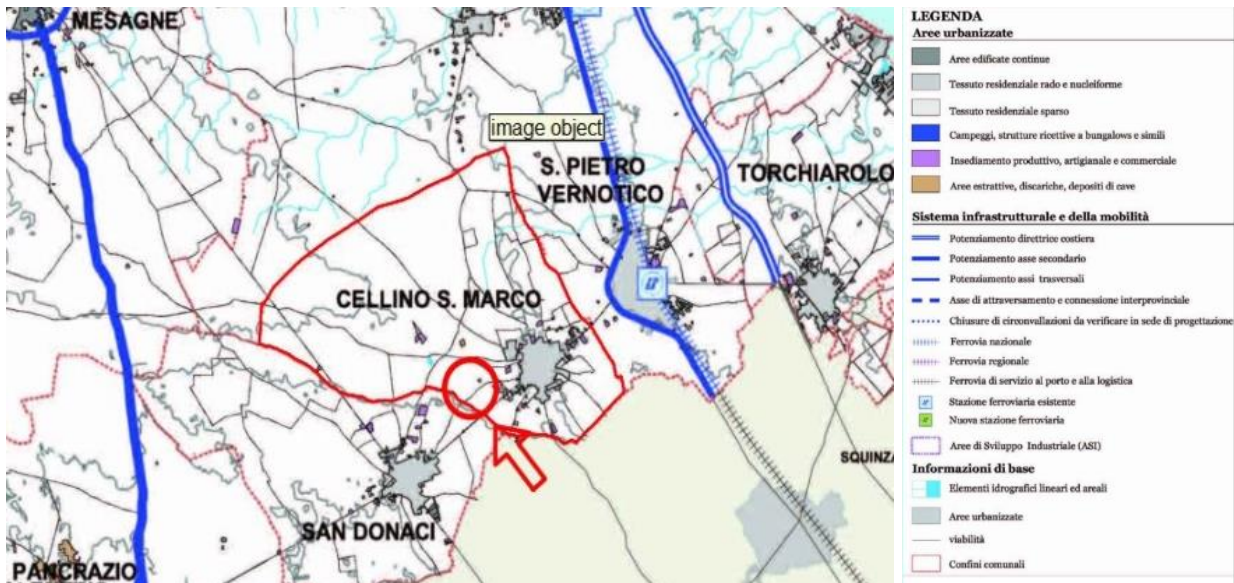 MESAGNE
image object
S. PIETRO
VERNOTICO
TORCHIAROLO
CELLINO S. MARCO
SAN DONACI
SQUINZA
PANCRAZIO
LEGENDA
Aree urbanizzate
Aree edificate continue
Tessuto residenziale rado e nucleiforme
Tessuto residenziale sparso
Campeggi, strutture ricettive a bungalows e simili
Insediamento produttivo, artigianale e commerciale
Aree estrattive, discariche, depositi di cave
Sistema infrastrutturale e della mobilità
Potenziamento direttrice costiera
Potenziamento asse secondario
Potenziamento assi trasversali
Asse di attraversamento e connessione interprovinciale
Chiusure di circonvallazioni da verificare in sede di progettazione
Ferrovia nazionale
Ferrovia regionale
Ferrovia di servizio al porto e alla logistica
Stazione ferroviaria esistente
Nuova stazione ferroviaria
Aree di Sviluppo Industriale (ASI)
Informazioni di base
Elementi idrografici lineari ed areali
Aree urbanizzate
viabilità
Confini comunali